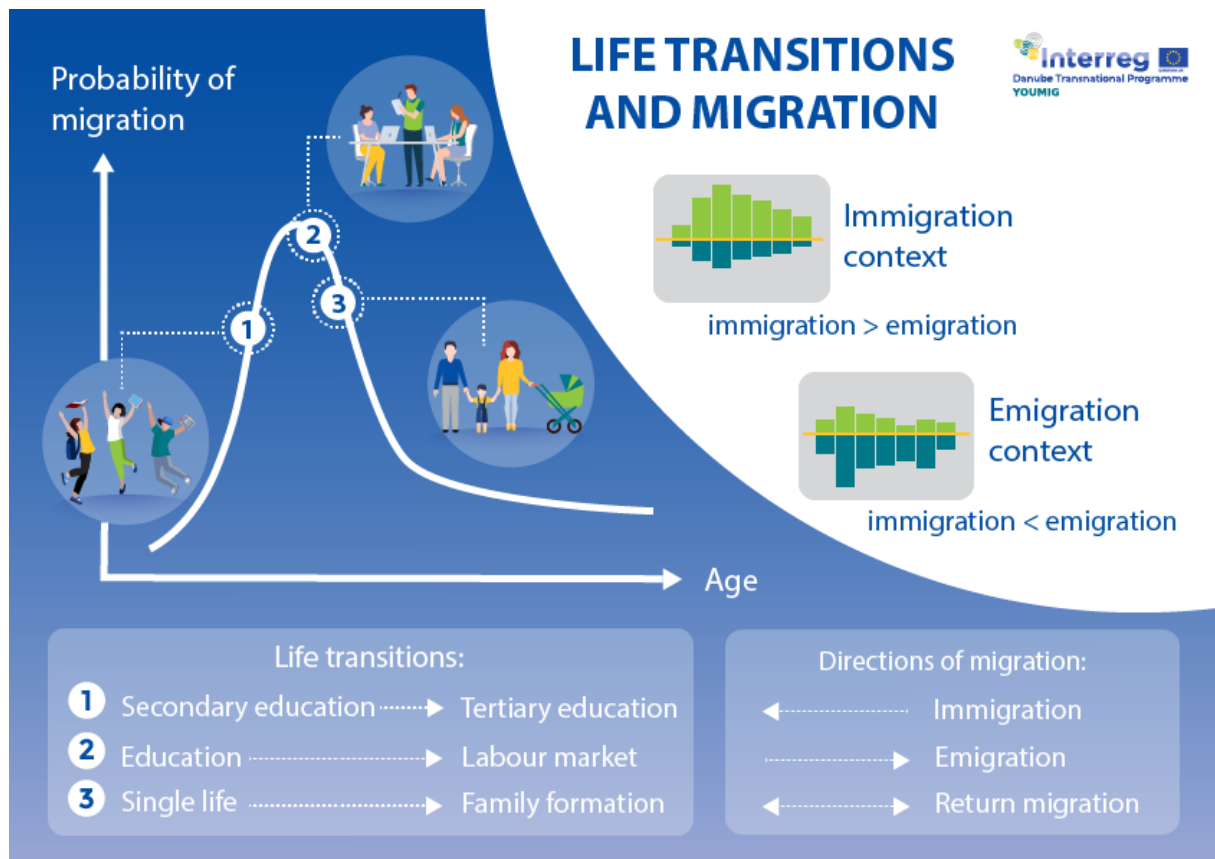 LIFE TRANSITIONS
AND MIGRATION
Interreg
Danube Transnational Programme
YOUMIG
Probability of
migration
2
3
1
Age
Immigration
context
immigration > emigration
Emigration
context
immigration < emigration
Life transitions:
1 Secondary education Tertiary education
2 Education Labour market
3 Single life Family formation
Directions of migration:
Immigration
Emigration
Return migration